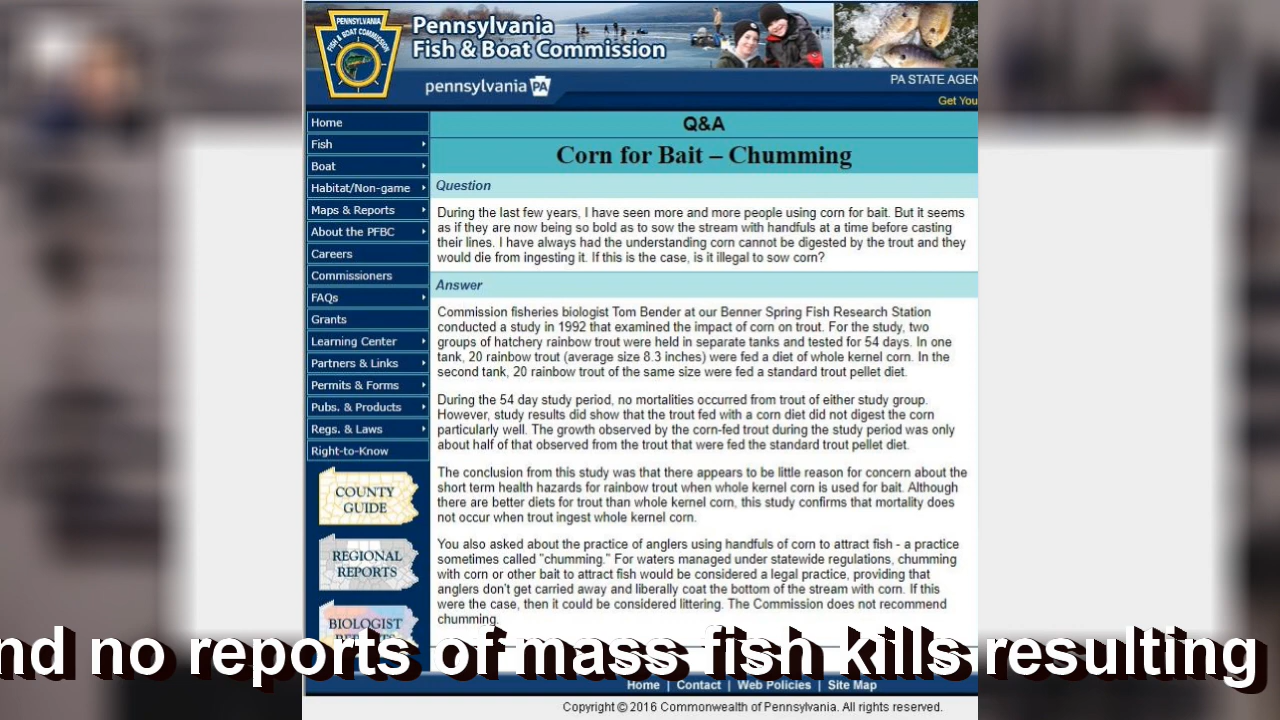 PENNSYLVANIA
FISH & BOAT COMMISSION
Pennsylvania
Fish & Boat Commission
pennsylvania PA
PA STATE AGEN
Get You
Home
Fish
Boat
Habitat/Non-game
Maps & Reports
About the PFBC
Careers
Commissioners
FAQs
Grants
Learning Center
Partners & Links
Permits & Forms
Pubs. & Products
Regs. & Laws
Right-to-Know
COUNTY
GUIDE
REGIONAL
REPORTS
BIOLOGIST
Q&A
Corn for Bait – Chumming
Question
During the last few years, I have seen more and more people using corn for bait. But it seems
as if they are now being so bold as to sow the stream with handfuls at a time before casting
their lines. I have always had the understanding corn cannot be digested by the trout and they
would die from ingesting it. If this is the case, is it illegal to sow corn?
Answer
Commission fisheries biologist Tom Bender at our Benner Spring Fish Research Station
conducted a study in 1992 that examined the impact of corn on trout. For the study, two
groups of hatchery rainbow trout were held in separate tanks and tested for 54 days. In one
tank, 20 rainbow trout (average size 8.3 inches) were fed a diet of whole kernel corn. In the
second tank, 20 rainbow trout of the same size were fed a standard trout pellet diet.
During the 54 day study period, no mortalities occurred from trout of either study group.
However, study results did show that the trout fed with a corn diet did not digest the corn
particularly well. The growth observed by the corn-fed trout during the study period was only
about half of that observed from the trout that were fed the standard trout pellet diet.
The conclusion from this study was that there appears to be little reason for concern about the
short term health hazards for rainbow trout when whole kernel corn is used for bait. Although
there are better diets for trout than whole kernel corn, this study confirms that mortality does
not occur when trout ingest whole kernel corn.
You also asked about the practice of anglers using handfuls of corn to attract fish - a practice
sometimes called "chumming." For waters managed under statewide regulations, chumming
with corn or other bait to attract fish would be considered a legal practice, providing that
anglers don't get carried away and liberally coat the bottom of the stream with corn. If this
were the case, then it could be considered littering. The Commission does not recommend
chumming.
nd no reports of mass fish kills resulting
Home | Contact | Web Policies | Site Map
Copyright © 2016 Commonwealth of Pennsylvania. All rights reserved.